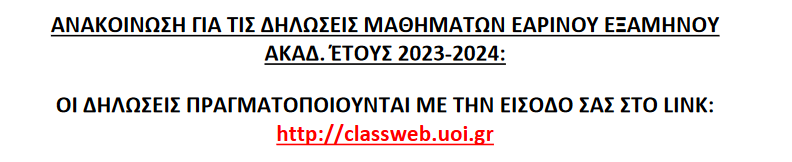 ΑΝΑΚΟΙΝΩΣΗ ΓΙΑ ΤΙΣ ΔΗΛΩΣΕΙΣ ΜΑΘΗΜΑΤΩΝ ΕΑΡΙΝΟΥ ΕΞΑΜΗΝΟΥ
ΑΚΑΔ. ΈΤΟΥΣ 2023-2024:
ΟΙ ΔΗΛΩΣΕΙΣ ΠΡΑΓΜΑΤΟΠΟΙΟΥΝΤΑΙ ΜΕ ΤΗΝ ΕΙΣΟΔΟ ΣΑΣ ΣΤΟ LINK:
http://classweb.uoi.gr